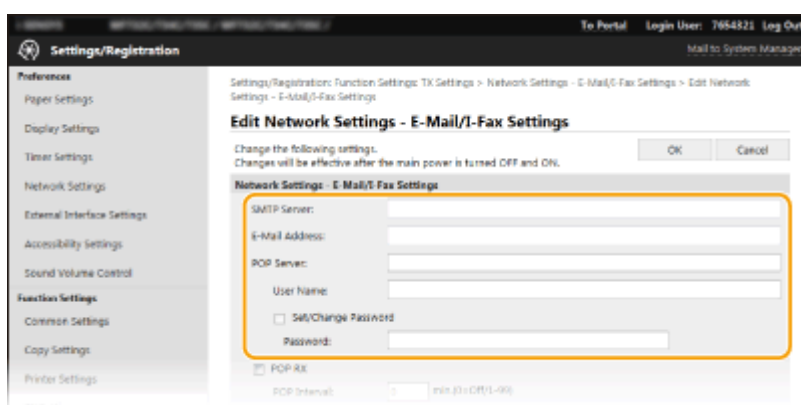 To Portal Login User: 7654321 Log Out
Settings/Registration
Mail to System Manager
Preferences
Paper Settings
Display Settings
Timer Settings
Network Settings
External Interface Settings
Accessibility Settings
Sound Volume Control
Function Settings
Common Settings
Copy Settings
Printer Settings
Settings/Registration: Function Settings: TX Settings > Network Settings - E-Mail/I-Fax Settings > Edit Network
Settings - E-Mail/I-Fax Settings
Edit Network Settings - E-Mail/I-Fax Settings
Change the following settings.
Changes will be effective after the main power is turned OFF and ON.
OK
Cancel
Network Settings - E-Mail/I-Fax Settings
SMTP Server:
E-Mail Address:
POP Server:
User Name:
Set/Change Password
Password:
POP RX
POP Interval:
min (0=Off/1-99)